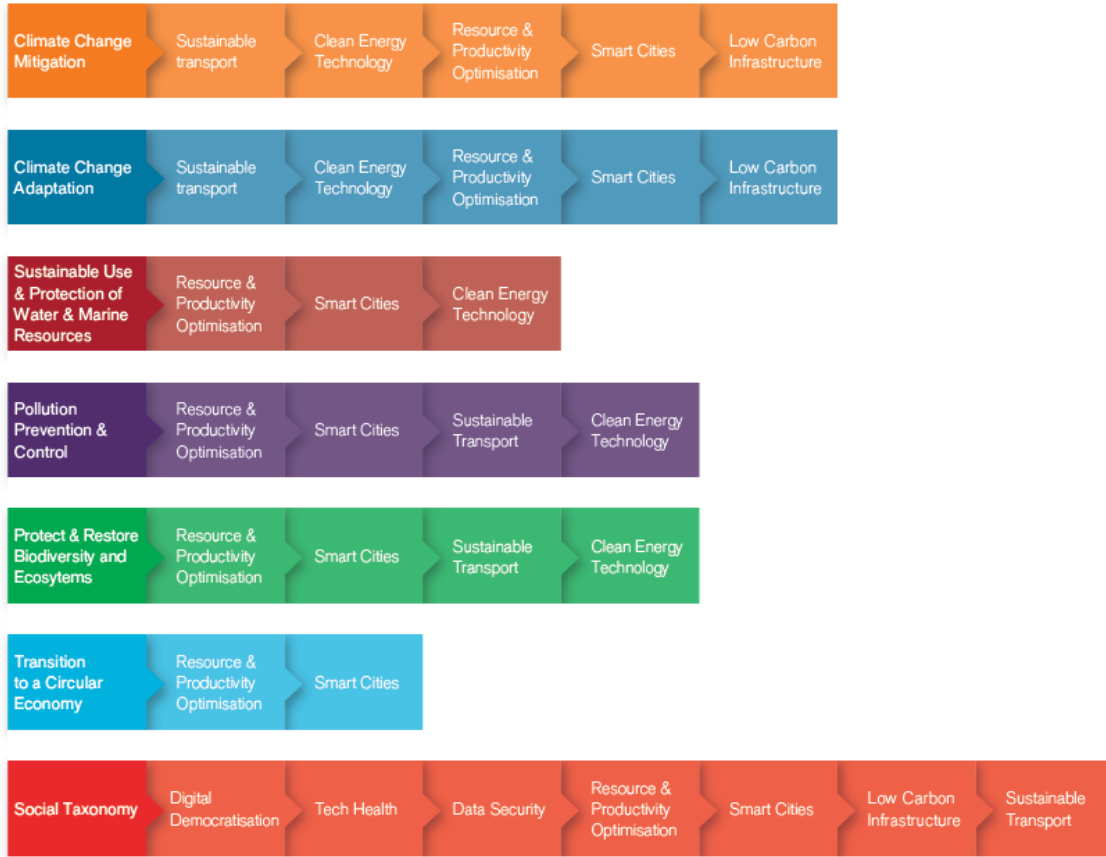 Climate Change
Mitigation
Sustainable
transport
Clean Energy
Technology
Resource &
Productivity
Optimisation
Smart Cities
Low Carbon
Infrastructure
Climate Change
Adaptation
Sustainable
transport
Clean Energy
Technology
Resource &
Productivity
Optimisation
Smart Cities
Low Carbon
Infrastructure
Sustainable Use
& Protection of
Water & Marine
Resources
Resource &
Productivity
Optimisation
Smart Cities
Clean Energy
Technology
Pollution
Prevention &
Control
Resource &
Productivity
Optimisation
Smart Cities
Sustainable
Transport
Clean Energy
Technology
Protect & Restore
Biodiversity and
Ecosytems
Resource &
Productivity
Optimisation
Smart Cities
Sustainable
Transport
Clean Energy
Technology
Transition
to a Circular
Economy
Resource &
Productivity
Optimisation
Smart Cities
Social Taxonomy
Digital
Democratisation
Tech Health
Data Security
Resource &
Productivity
Optimisation
Smart Cities
Low Carbon
Infrastructure
Sustainable
Transport